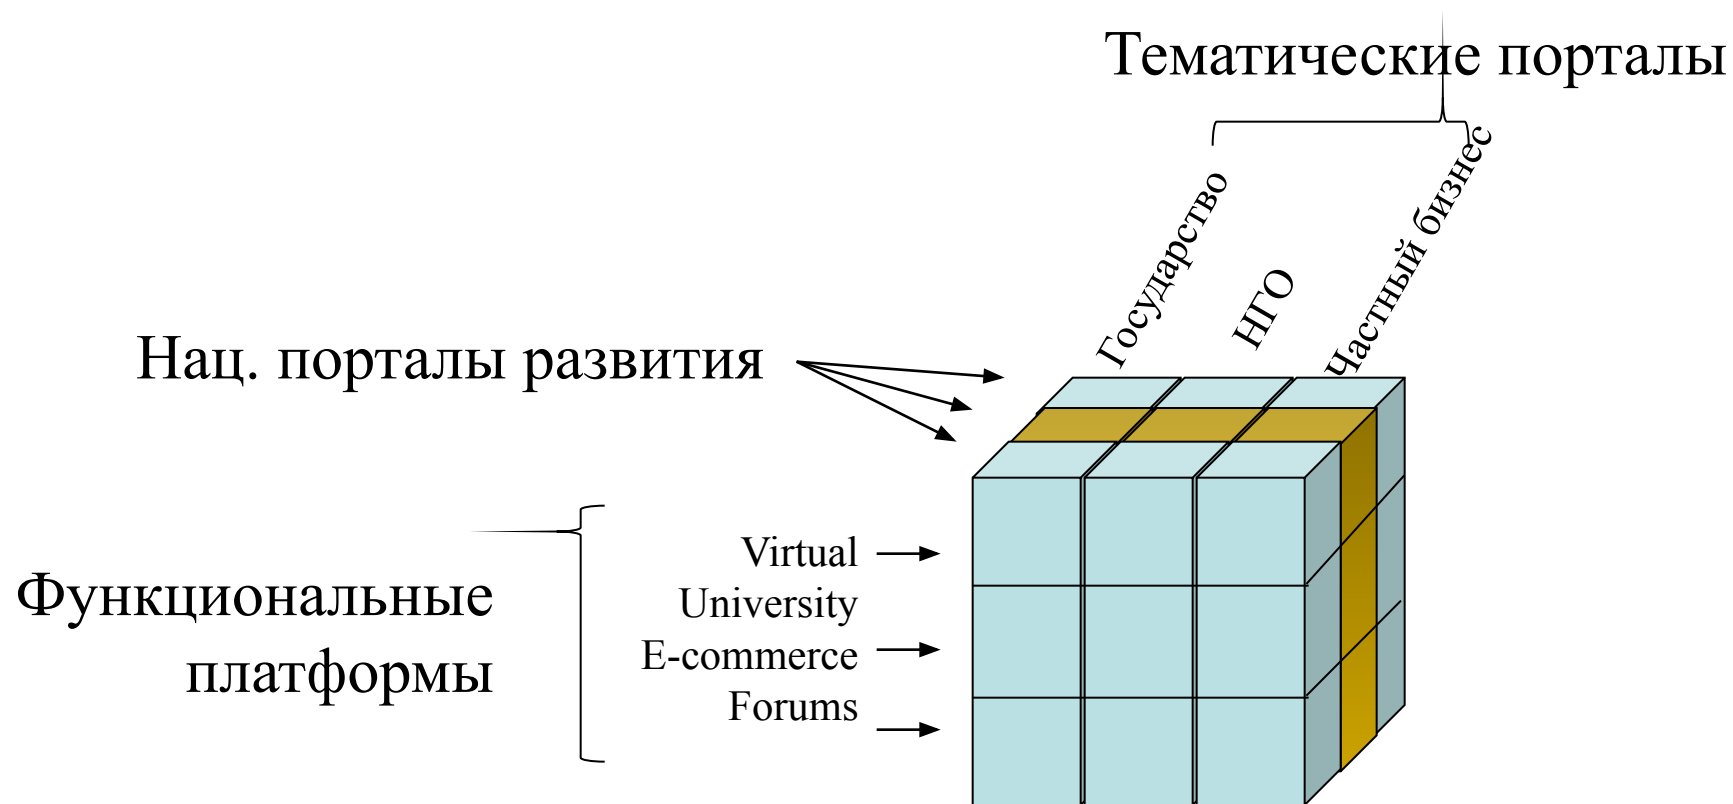 Тематические порталы
Государство
НГО
Частный бизнес
Нац. порталы развития
Функциональные
платформы
Virtual
University
E-commerce
Forums